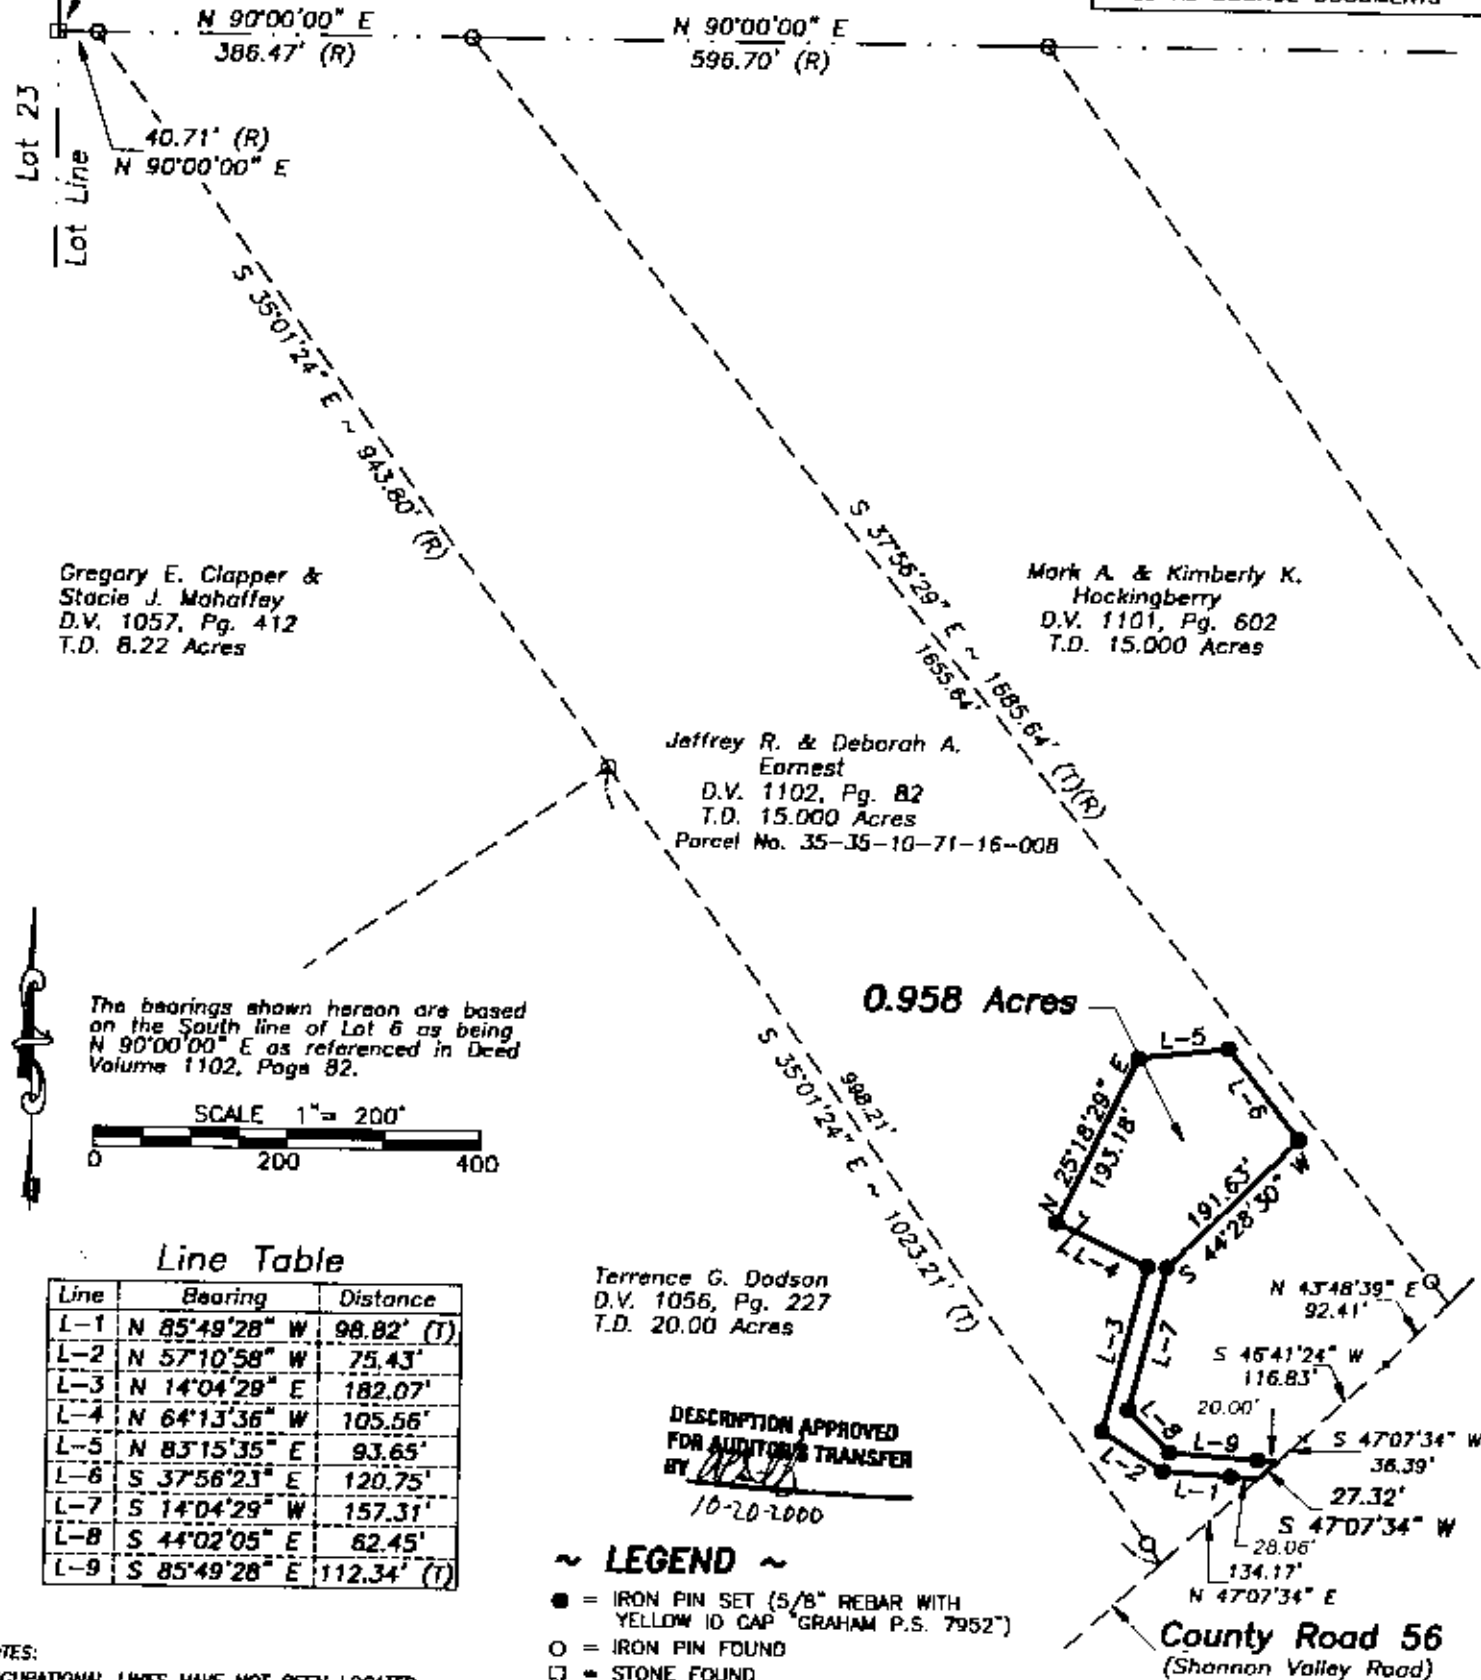 N 90°00'00" E
386.47' (R)
N 90°00'00" E
596.70' (R)
Lot 23
Lot Line
40.71' (R)
N 90°00'00" E
S 35°01'24" E ~ 943.80' (R)
S 37°56'29" E ~ 1685.64' (T)(R)
1655.64'
Gregory E. Clapper &
Stacie J. Mahaffey
D.V. 1057, Pg. 412
T.D. 8.22 Acres
Mark A. & Kimberly K.
Hockingberry
D.V. 1101, Pg. 602
T.D. 15.000 Acres
Jeffrey R. & Deborah A.
Earnest
D.V. 1102, Pg. 82
T.D. 15.000 Acres
Parcel No. 35-35-10-71-16-008
The bearings shown hereon are based
on the South line of Lot 6 as being
N 90°00'00" E as referenced in Deed
Volume 1102, Page 82.
SCALE 1"= 200'
0 200 400
0.958 Acres
998.21'
S 35°01'24" E ~ 1023.21' (T)
L-5
L-6
N 25°18'29" E
193.18'
191.63'
S 44°28'30" W
L-4
L-3
L-7
L-8
L-9
L-2
L-1
N 43°48'39" E
92.41'
S 46°41'24" W
116.83'
20.00'
S 47°07'34" W
36.39'
27.32'
S 47°07'34" W
28.06'
134.17'
N 47°07'34" E
County Road 56
(Shannon Valley Road)
Terrence G. Dodson
D.V. 1056, Pg. 227
T.D. 20.00 Acres
Line Table
Line Bearing Distance
L-1 N 85°49'28" W 98.82' (T)
L-2 N 57°10'58" W 75.43'
L-3 N 14°04'29" E 182.07'
L-4 N 64°13'36" W 105.56'
L-5 N 83°15'35" E 93.65'
L-6 S 37°56'23" E 120.75'
L-7 S 14°04'29" W 157.31'
L-8 S 44°02'05" E 62.45'
L-9 S 85°49'28" E 112.34' (T)
DESCRIPTION APPROVED
FOR AUDITOR'S TRANSFER
BY
10-20-2000
~ LEGEND ~
● = IRON PIN SET (5/8" REBAR WITH
YELLOW ID CAP "GRAHAM P.S. 7952")
○ = IRON PIN FOUND
□ = STONE FOUND